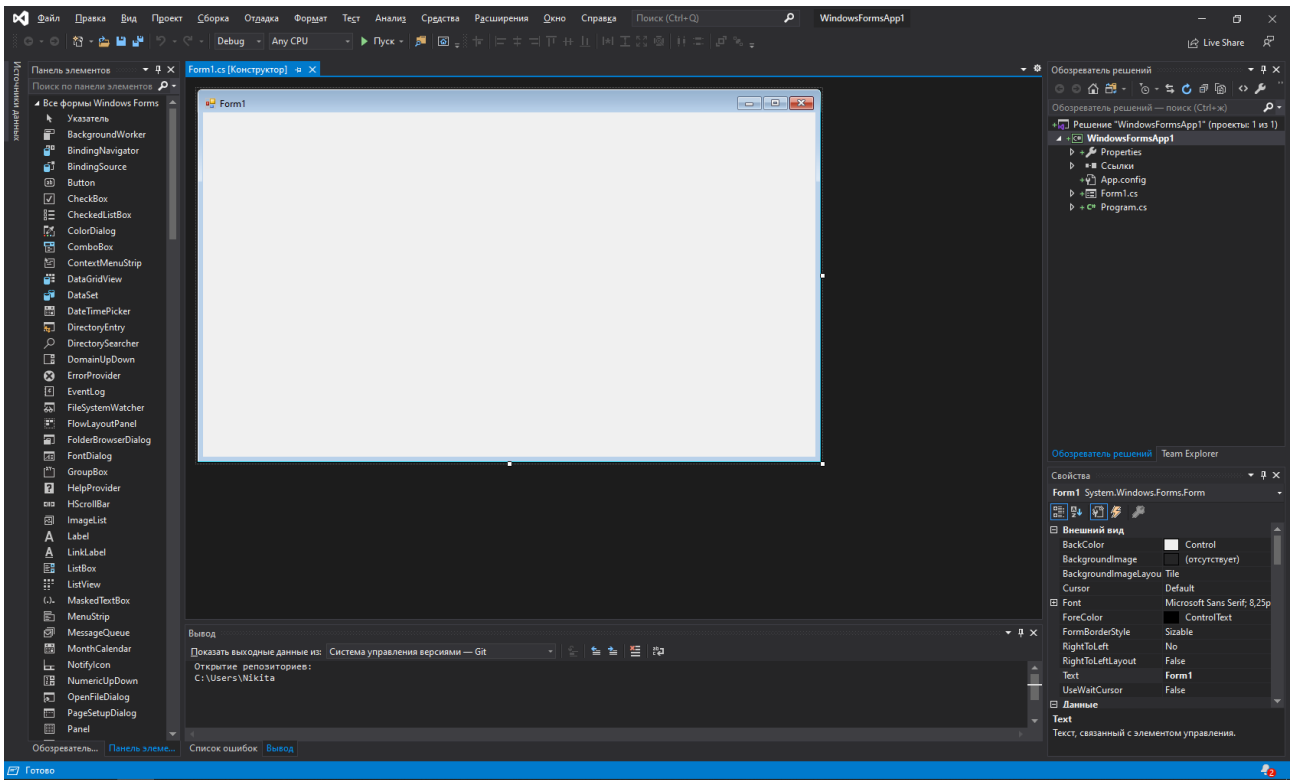 Файл Правка Вид Проект Сборка Отладка Формат Тест Анализ Средства Расширения Окно Справка Поиск (Ctrl+Q) WindowsFormsApp1
Debug Any CPU Пуск Live Share
Источники данных
Панель элементов
Поиск по панели элементов
Все формы Windows Forms
Указатель
BackgroundWorker
BindingNavigator
BindingSource
Button
CheckBox
CheckedListBox
ColorDialog
ComboBox
ContextMenuStrip
DataGridView
DataSet
DateTimePicker
DirectoryEntry
DirectorySearcher
DomainUpDown
ErrorProvider
EventLog
FileSystemWatcher
FlowLayoutPanel
FolderBrowserDialog
FontDialog
GroupBox
HelpProvider
HScrollBar
ImageList
Label
LinkLabel
ListBox
ListView
MaskedTextBox
MenuStrip
MessageQueue
MonthCalendar
NotifyIcon
NumericUpDown
OpenFileDialog
PageSetupDialog
Panel
Обозреватель... Панель элеме...
Form1.cs [Конструктор]
Form1
Вывод
Показать выходные данные из: Система управления версиями — Git
Открытие репозиториев:
C:\Users\Nikita
Список ошибок Вывод
Обозреватель решений
Обозреватель решений — поиск (Ctrl+ж)
Решение "WindowsFormsApp1" (проекты: 1 из 1)
WindowsFormsApp1
Properties
Ссылки
App.config
Form1.cs
Program.cs
Обозреватель решений Team Explorer
Свойства
Form1 System.Windows.Forms.Form
Внешний вид
BackColor Control
BackgroundImage (отсутствует)
BackgroundImageLayou Tile
Cursor Default
Font Microsoft Sans Serif; 8,25p
ForeColor ControlText
FormBorderStyle Sizable
RightToLeft No
RightToLeftLayout False
Text Form1
UseWaitCursor False
Данные
Text
Текст, связанный с элементом управления.
Готово 2